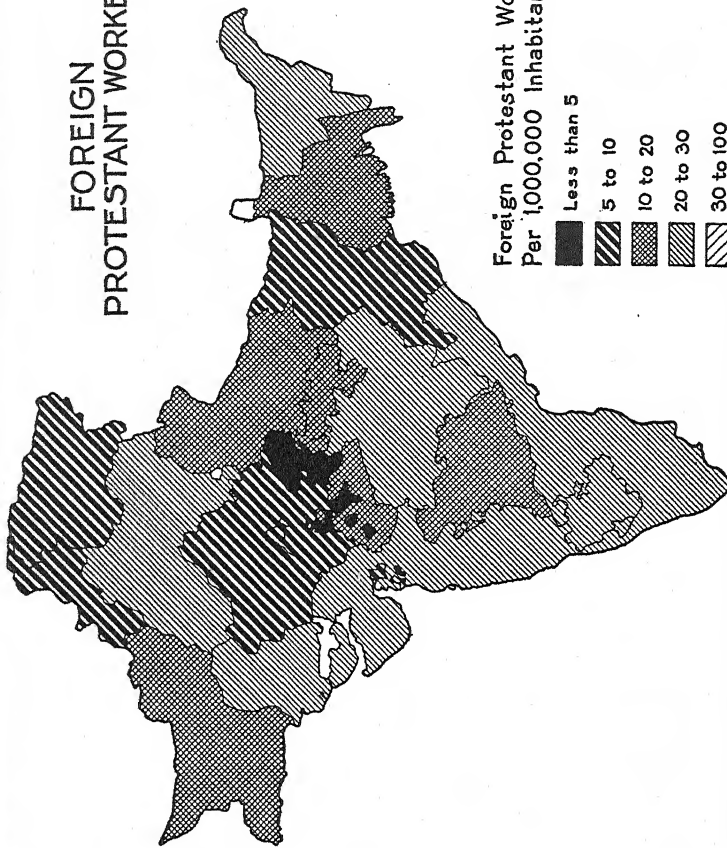 FOREIGN
PROTESTANT WORKE
Foreign Protestant Wo
Per 1,000,000 Inhabita
Less than 5
5 to 10
10 to 20
20 to 30
30 to 100